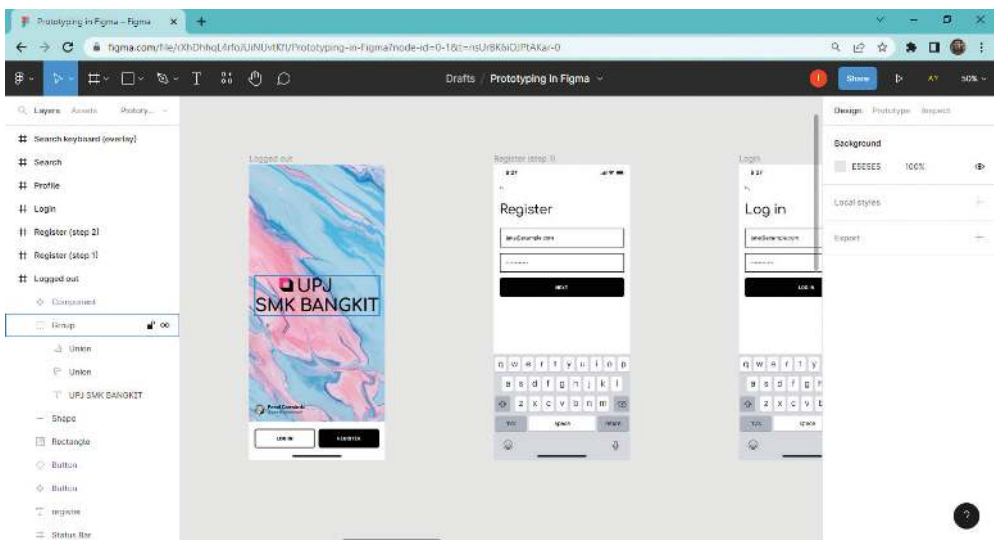 Prototyping in Figma – Figma
Drafts / Prototyping in Figma
Share
50%
Layers Assets
Search keyboard (overlay)
Search
Profile
Login
Register (step 2)
Register (step 1)
Logged out
Component
Group
Union
Union
UPJ SMK BANGKIT
Shape
Rectangle
Button
Button
register
Status Bar
Logged out
UPJ
SMK BANGKIT
LOG IN
REGISTER
Register (step 1)
Register
NEXT
q w e r t y u i o p
a s d f g h j k l
z x c v b n m
space
return
Login
Log in
LOG IN
q w e r t y
a s d f g
z x c v
space
Design Prototype Inspect
Background
E5E5E5 100%
Local styles
Export
?